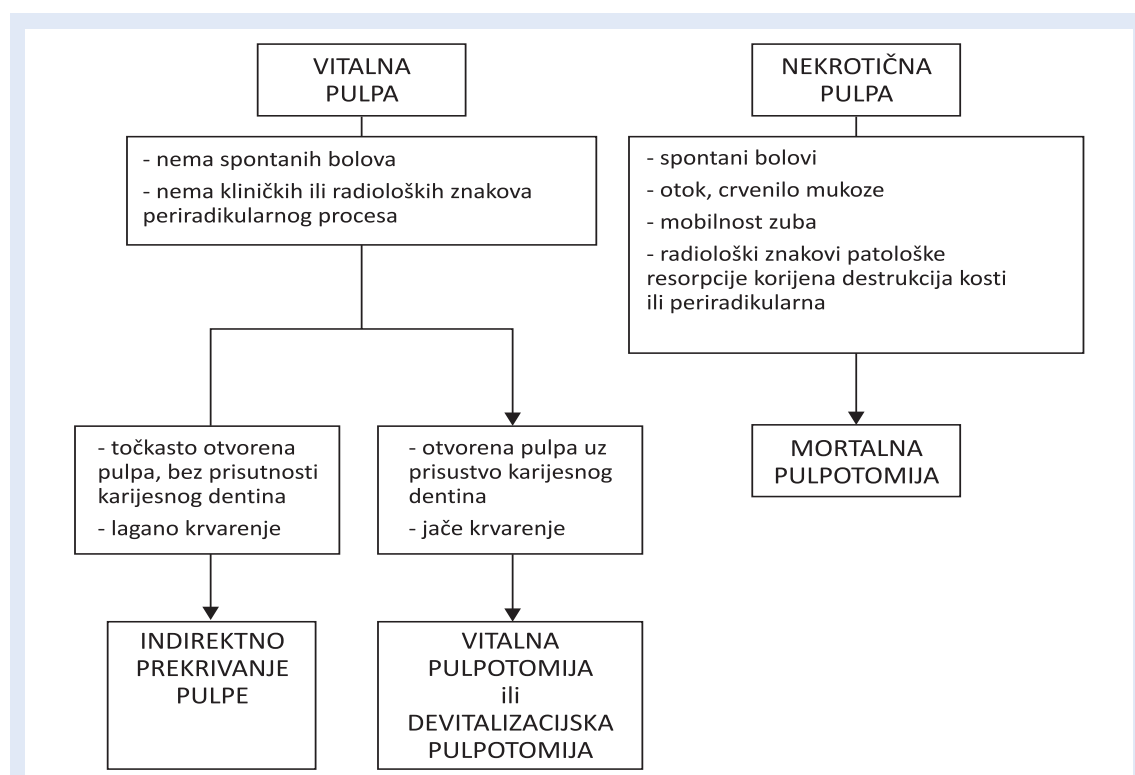 VITALNA
PULPA
- nema spontanih bolova
- nema kliničkih ili radioloških znakova
periradikularnog procesa
NEKROTIČNA
PULPA
- spontani bolovi
- otok, crvenilo mukoze
- mobilnost zuba
- radiološki znakovi patološke
resorpcije korijena destrukcija kosti
ili periradikularna
- točkasto otvorena
pulpa, bez prisutnosti
karijesnog dentina
- lagano krvarenje
- otvorena pulpa uz
prisustvo karijesnog
dentina
- jače krvarenje
MORTALNA
PULPOTOMIJA
INDIREKTNO
PREKRIVANJE
PULPE
VITALNA
PULPOTOMIJA
ili
DEVITALIZACIJSKA
PULPOTOMIJA